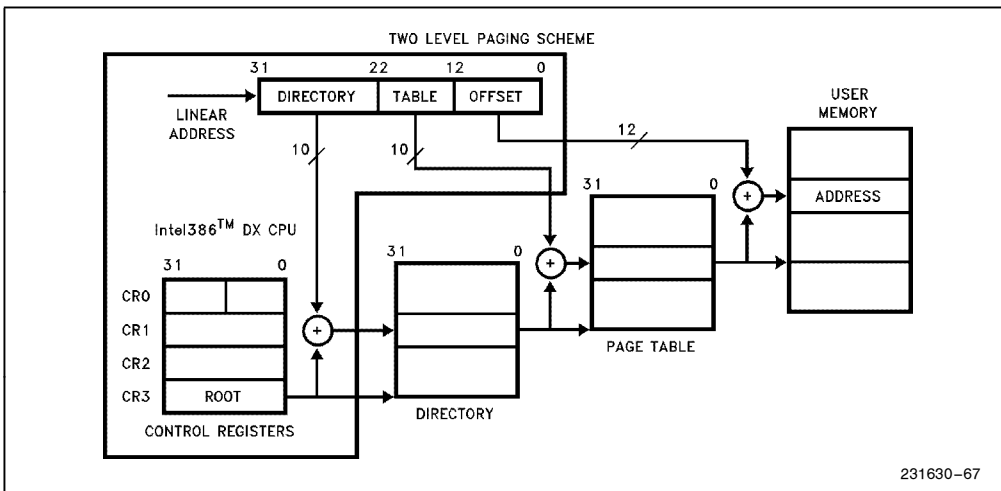 TWO LEVEL PAGING SCHEME
31 22 12 0
DIRECTORY TABLE OFFSET
LINEAR
ADDRESS
USER
MEMORY
10 10 12
31 0
ADDRESS
Intel386™ DX CPU
31 0
31 0
CR0
CR1
CR2
CR3 ROOT
+
+
+
PAGE TABLE
DIRECTORY
CONTROL REGISTERS
231630-67